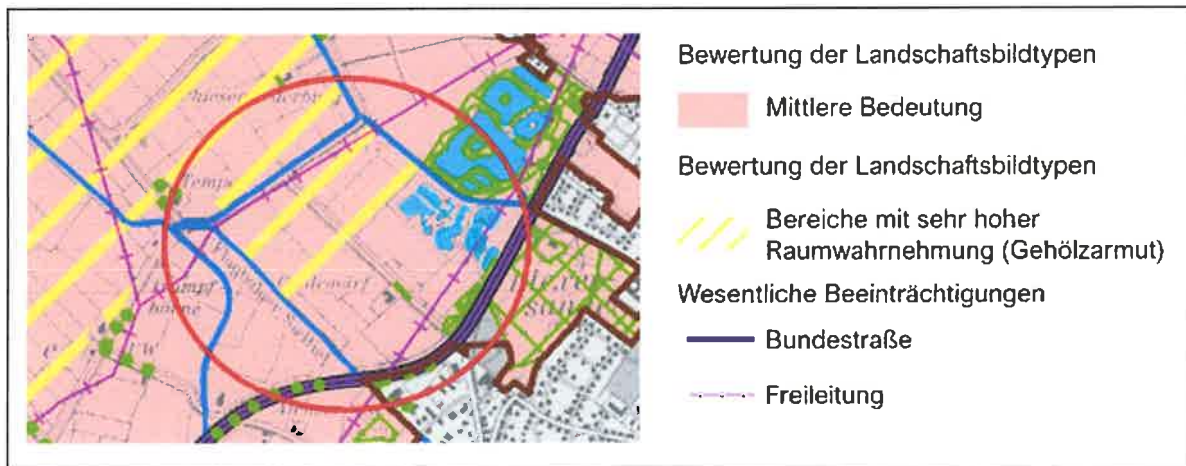 Bewertung der Landschaftsbildtypen
Mittlere Bedeutung
Bewertung der Landschaftsbildtypen
Bereiche mit sehr hoher
Raumwahrnehmung (Gehölzarmut)
Wesentliche Beeinträchtigungen
Bundestraße
Freileitung